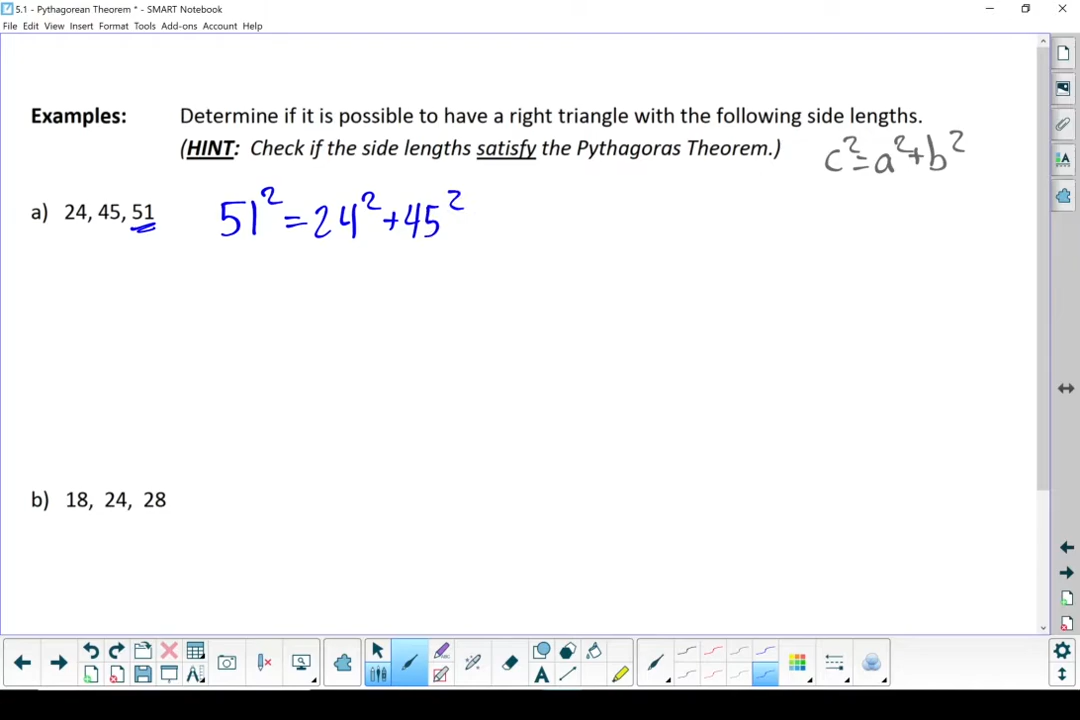 5.1 - Pythagorean Theorem * - SMART Notebook
File Edit View Insert Format Tools Add-ons Account Help
Examples: Determine if it is possible to have a right triangle with the following side lengths.
(HINT: Check if the side lengths satisfy the Pythagoras Theorem.)
c²=a²+b²
a) 24, 45, 51 51²=24²+45²
b) 18, 24, 28